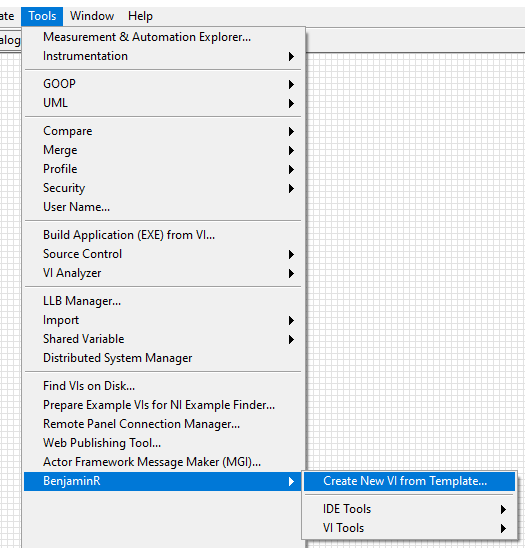 ate Tools Window Help
alog
Measurement & Automation Explorer...
Instrumentation
GOOP
UML
Compare
Merge
Profile
Security
User Name...
Build Application (EXE) from VI...
Source Control
VI Analyzer
LLB Manager...
Import
Shared Variable
Distributed System Manager
Find VIs on Disk...
Prepare Example VIs for NI Example Finder...
Remote Panel Connection Manager...
Web Publishing Tool...
Actor Framework Message Maker (MGI)...
BenjaminR
Create New VI from Template...
IDE Tools
VI Tools